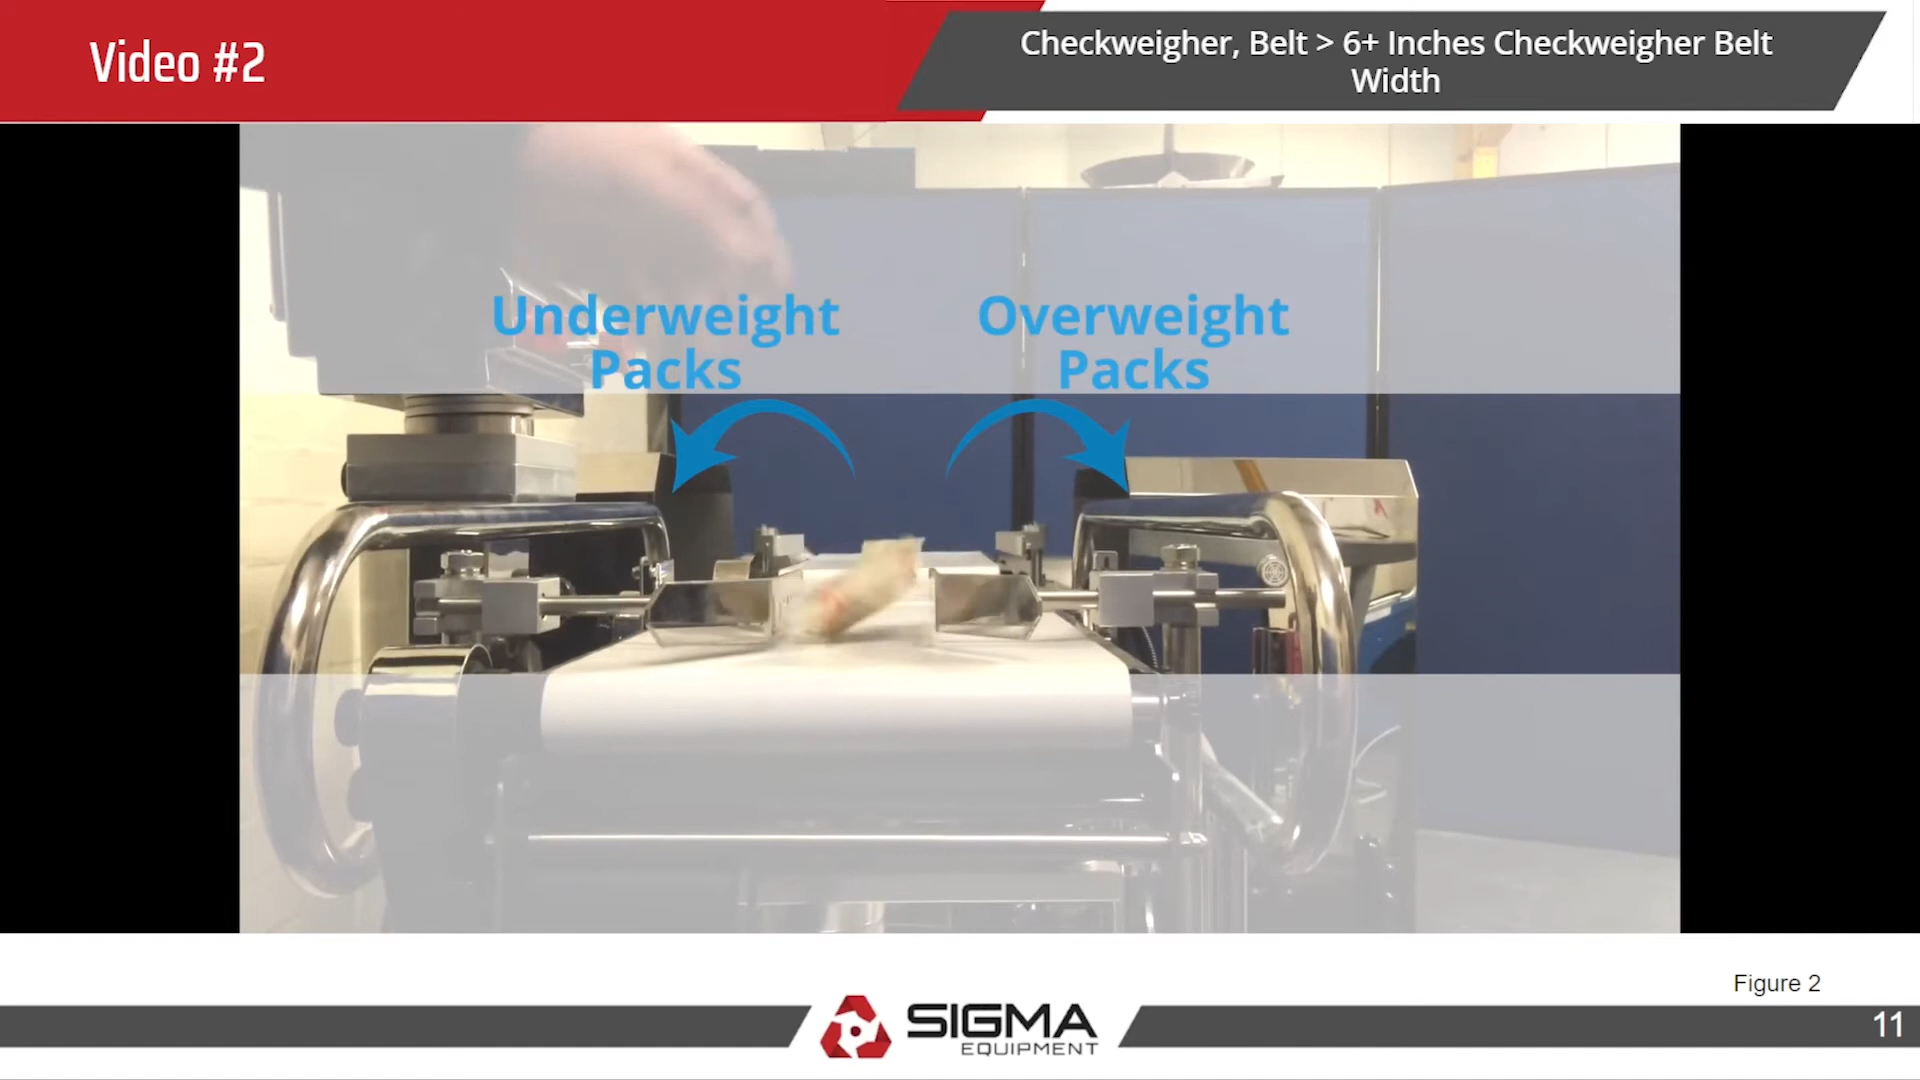 Video #2
Checkweigher, Belt > 6+ Inches Checkweigher Belt
Width
Underweight
Packs
Overweight
Packs
Figure 2
SIGMA
EQUIPMENT
11